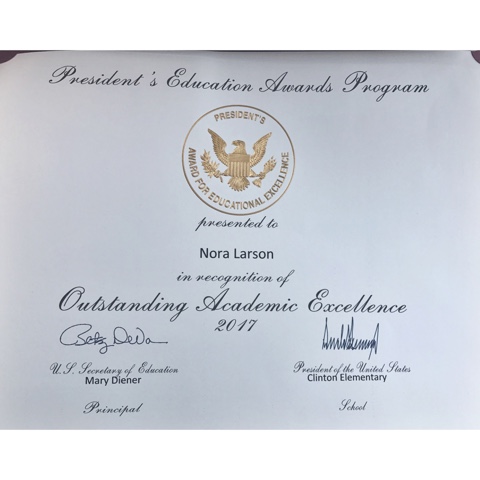 President's Education Awards Program
PRESIDENT'S
AWARD FOR EDUCATIONAL EXCELLENCE
presented to
Nora Larson
in recognition of
Outstanding Academic Excellence
2017
U.S. Secretary of Education
President of the United States
Mary Diener
Clinton Elementary
Principal
School